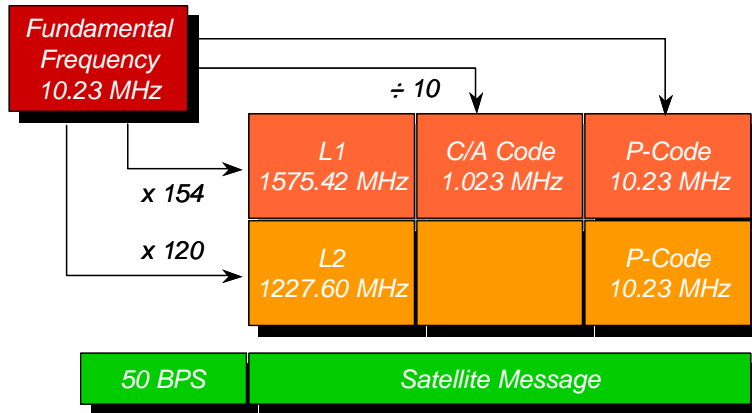 Fundamental
Frequency
10.23 MHz
÷ 10
L1
1575.42 MHz
C/A Code
1.023 MHz
P-Code
10.23 MHz
x 154
x 120
L2
1227.60 MHz
P-Code
10.23 MHz
50 BPS
Satellite Message